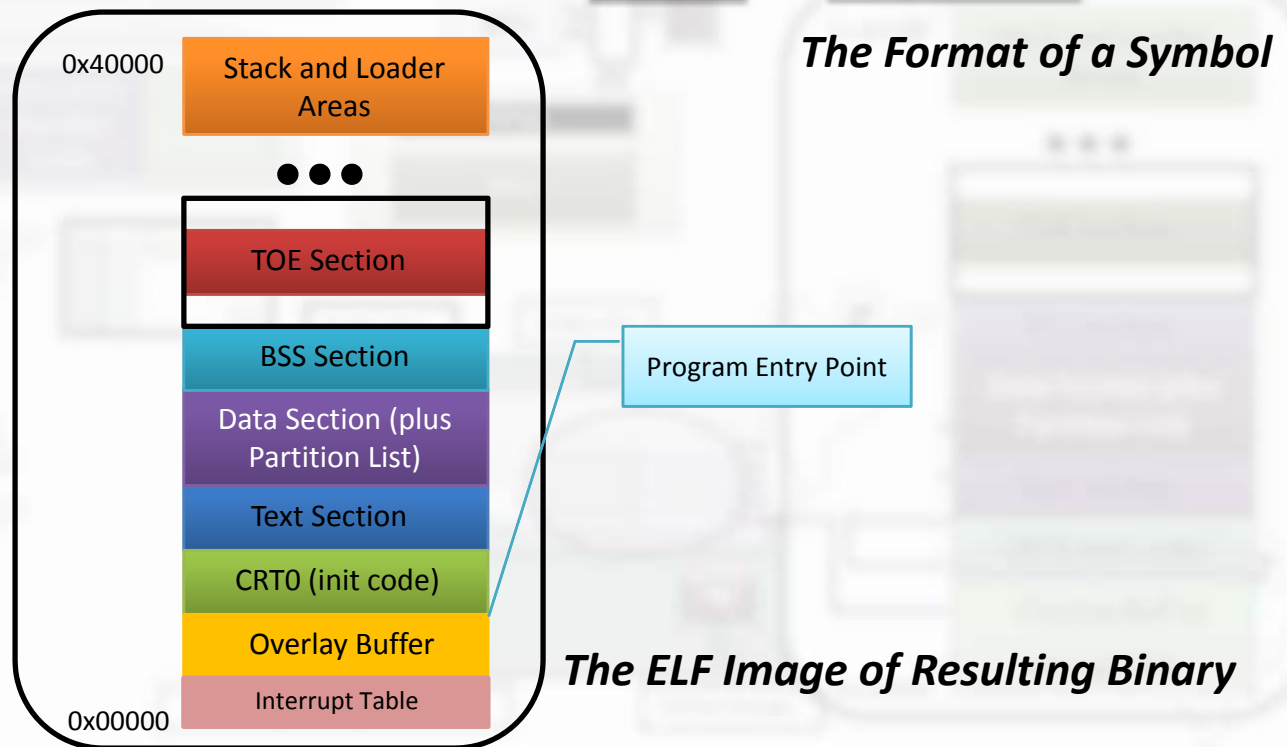 The Format of a Symbol
0x40000
Stack and Loader
Areas
TOE Section
BSS Section
Program Entry Point
Data Section (plus
Partition List)
Text Section
CRT0 (init code)
Overlay Buffer
The ELF Image of Resulting Binary
Interrupt Table
0x00000